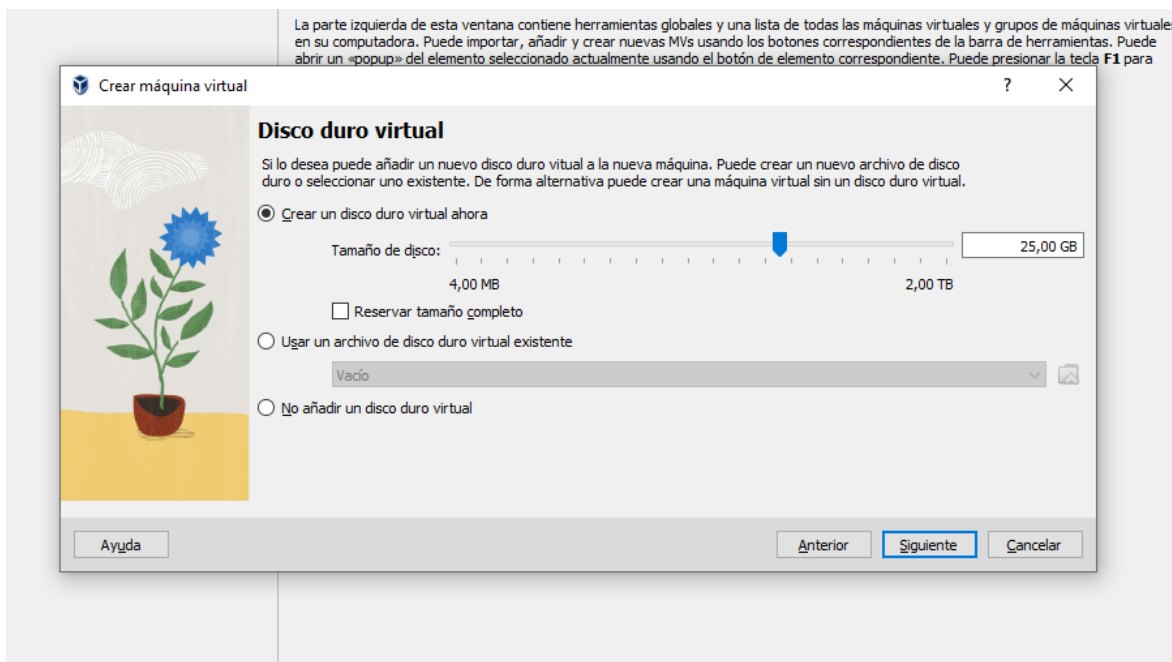 La parte izquierda de esta ventana contiene herramientas globales y una lista de todas las máquinas virtuales y grupos de máquinas virtuale
en su computadora. Puede importar, añadir y crear nuevas MVs usando los botones correspondientes de la barra de herramientas. Puede
abrir un «popup» del elemento seleccionado actualmente usando el botón de elemento correspondiente. Puede presionar la tecla F1 para
Crear máquina virtual
Disco duro virtual
Si lo desea puede añadir un nuevo disco duro vitual a la nueva máquina. Puede crear un nuevo archivo de disco
duro o seleccionar uno existente. De forma alternativa puede crear una máquina virtual sin un disco duro virtual.
Crear un disco duro virtual ahora
Tamaño de disco: 25,00 GB
4,00 MB 2,00 TB
Reservar tamaño completo
Usar un archivo de disco duro virtual existente
Vacío
No añadir un disco duro virtual
Ayuda Anterior Siguiente Cancelar